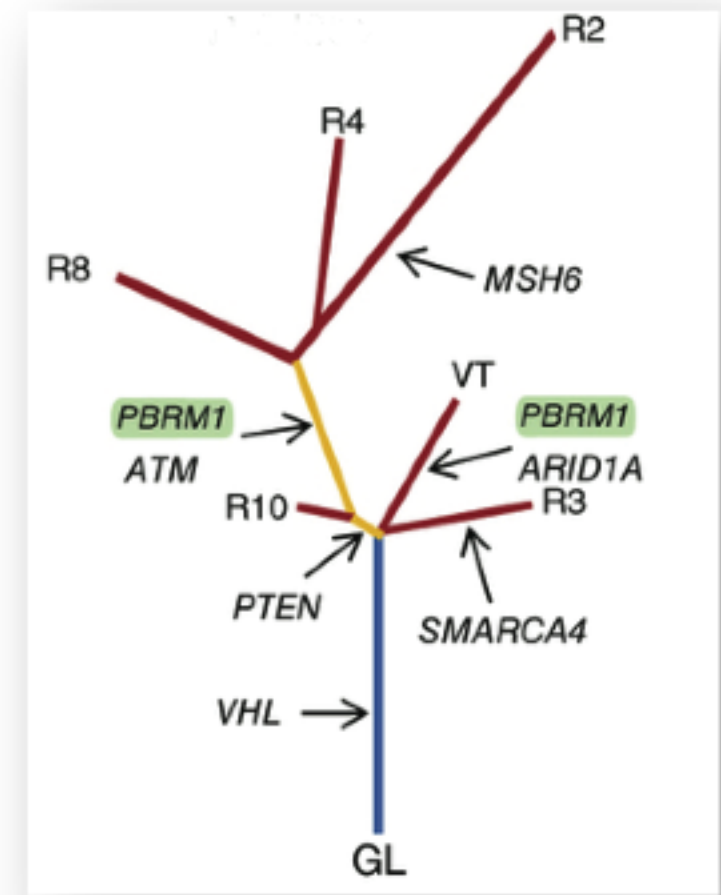 R2
R4
R8
MSH6
VT
PBRM1
ATM
PBRM1
ARID1A
R10
R3
PTEN
SMARCA4
VHL
GL